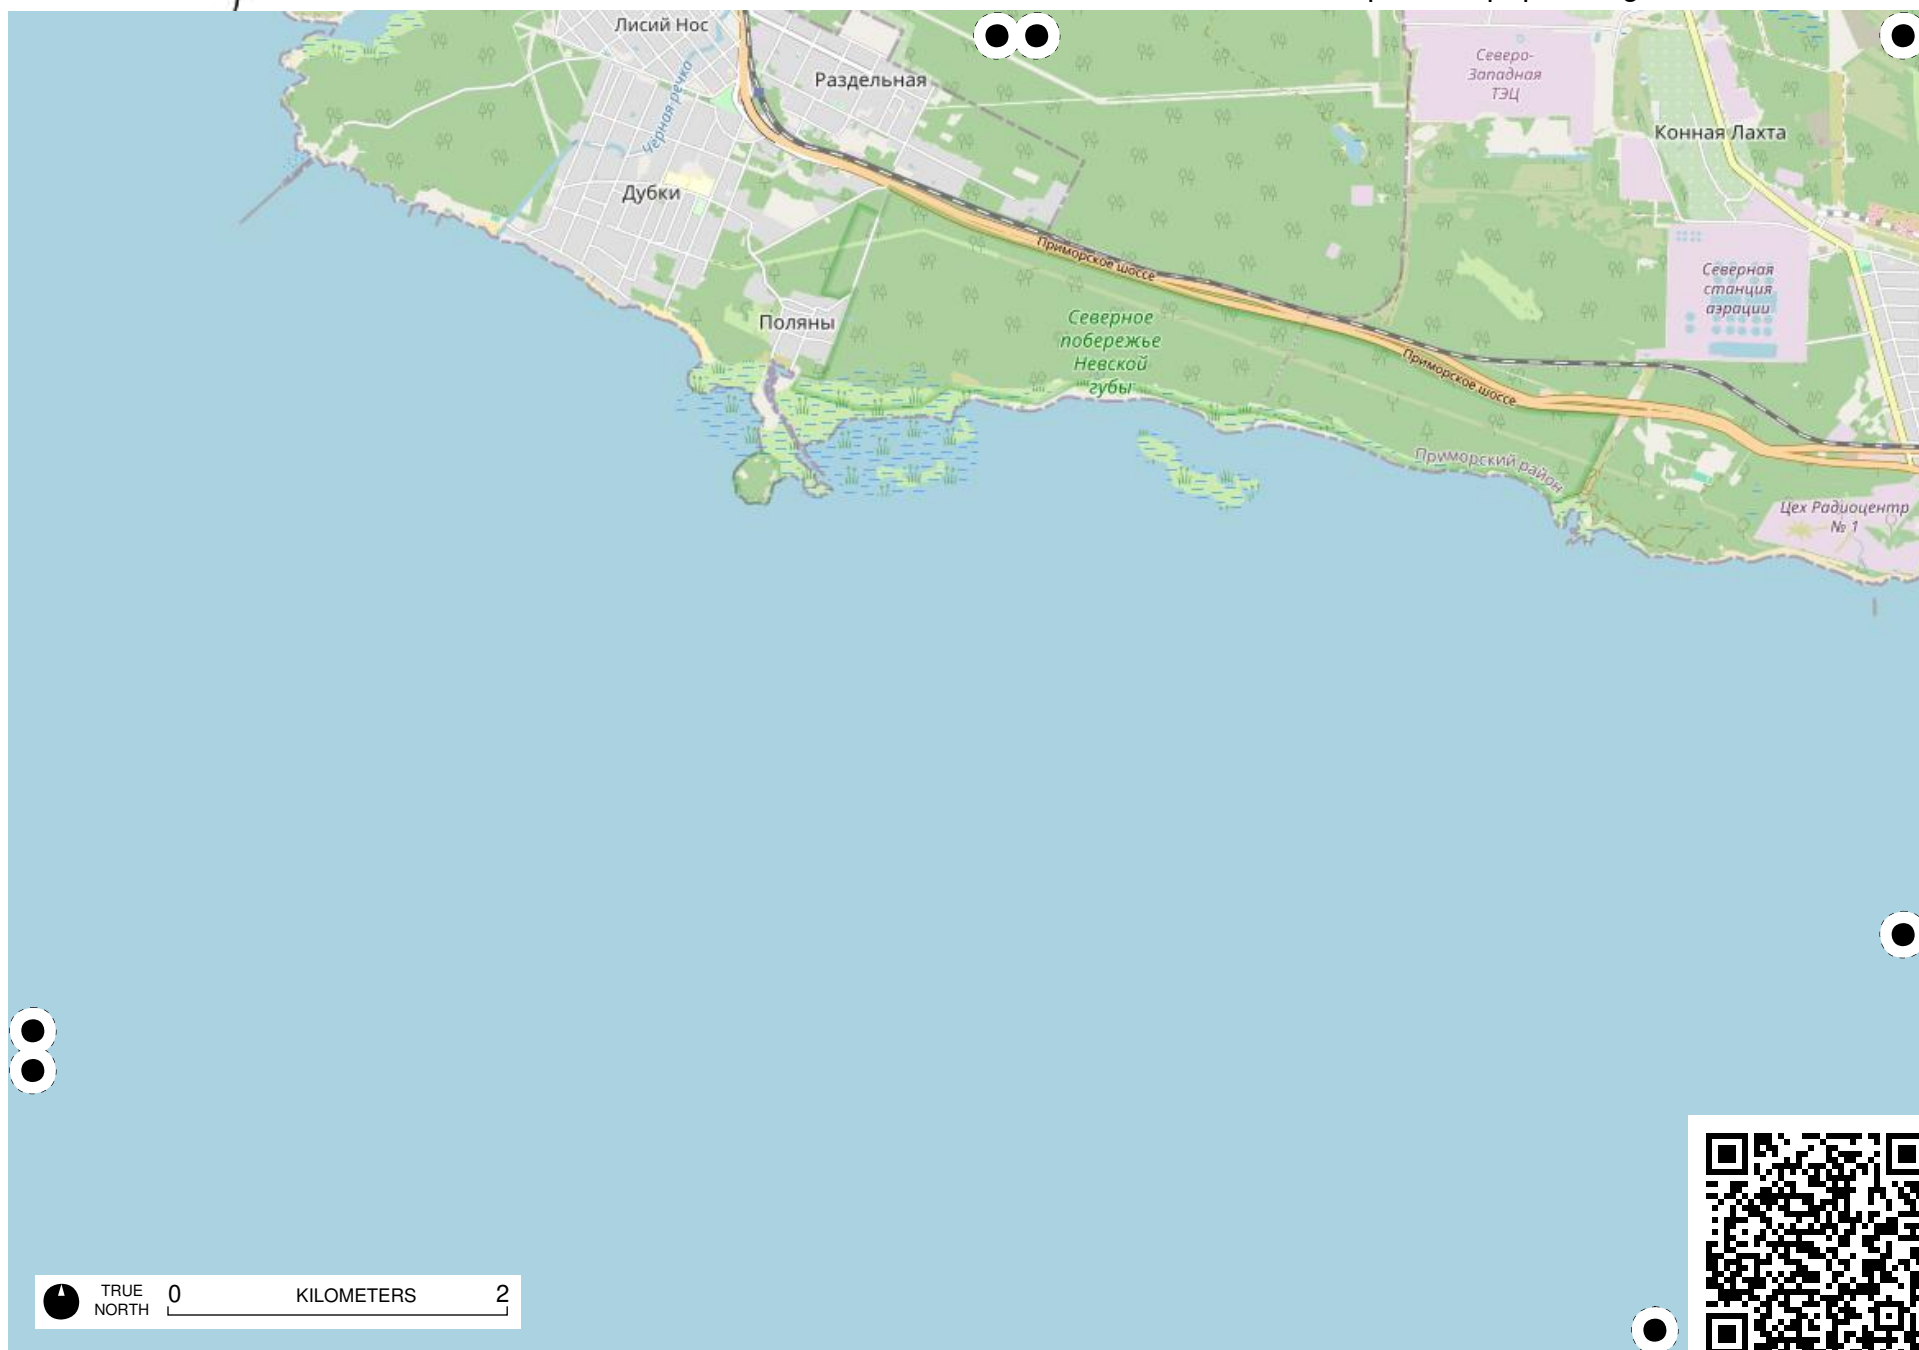 Лисий Нос
Раздельная
Чёрная речка
Дубки
Северо-
Западная
ТЭЦ
Конная Лахта
Приморское шоссе
Северная
станция
аэрации
Поляны
Северное
побережье
Невской
губы
Приморское шоссе
Приморский район
Цех Радиоцентр
№ 1
TRUE
NORTH
0 KILOMETERS 2